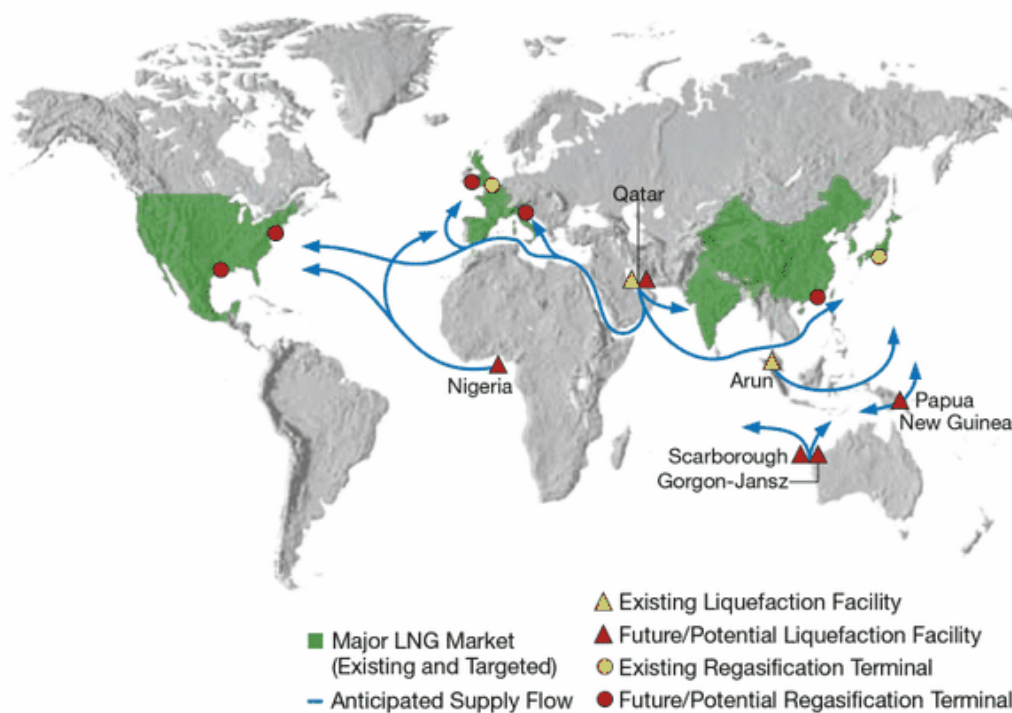 Qatar
Nigeria
Arun
Papua
New Guinea
Scarborough
Gorgon-Jansz
Major LNG Market
(Existing and Targeted)
Anticipated Supply Flow
Existing Liquefaction Facility
Future/Potential Liquefaction Facility
Existing Regasification Terminal
Future/Potential Regasification Terminal